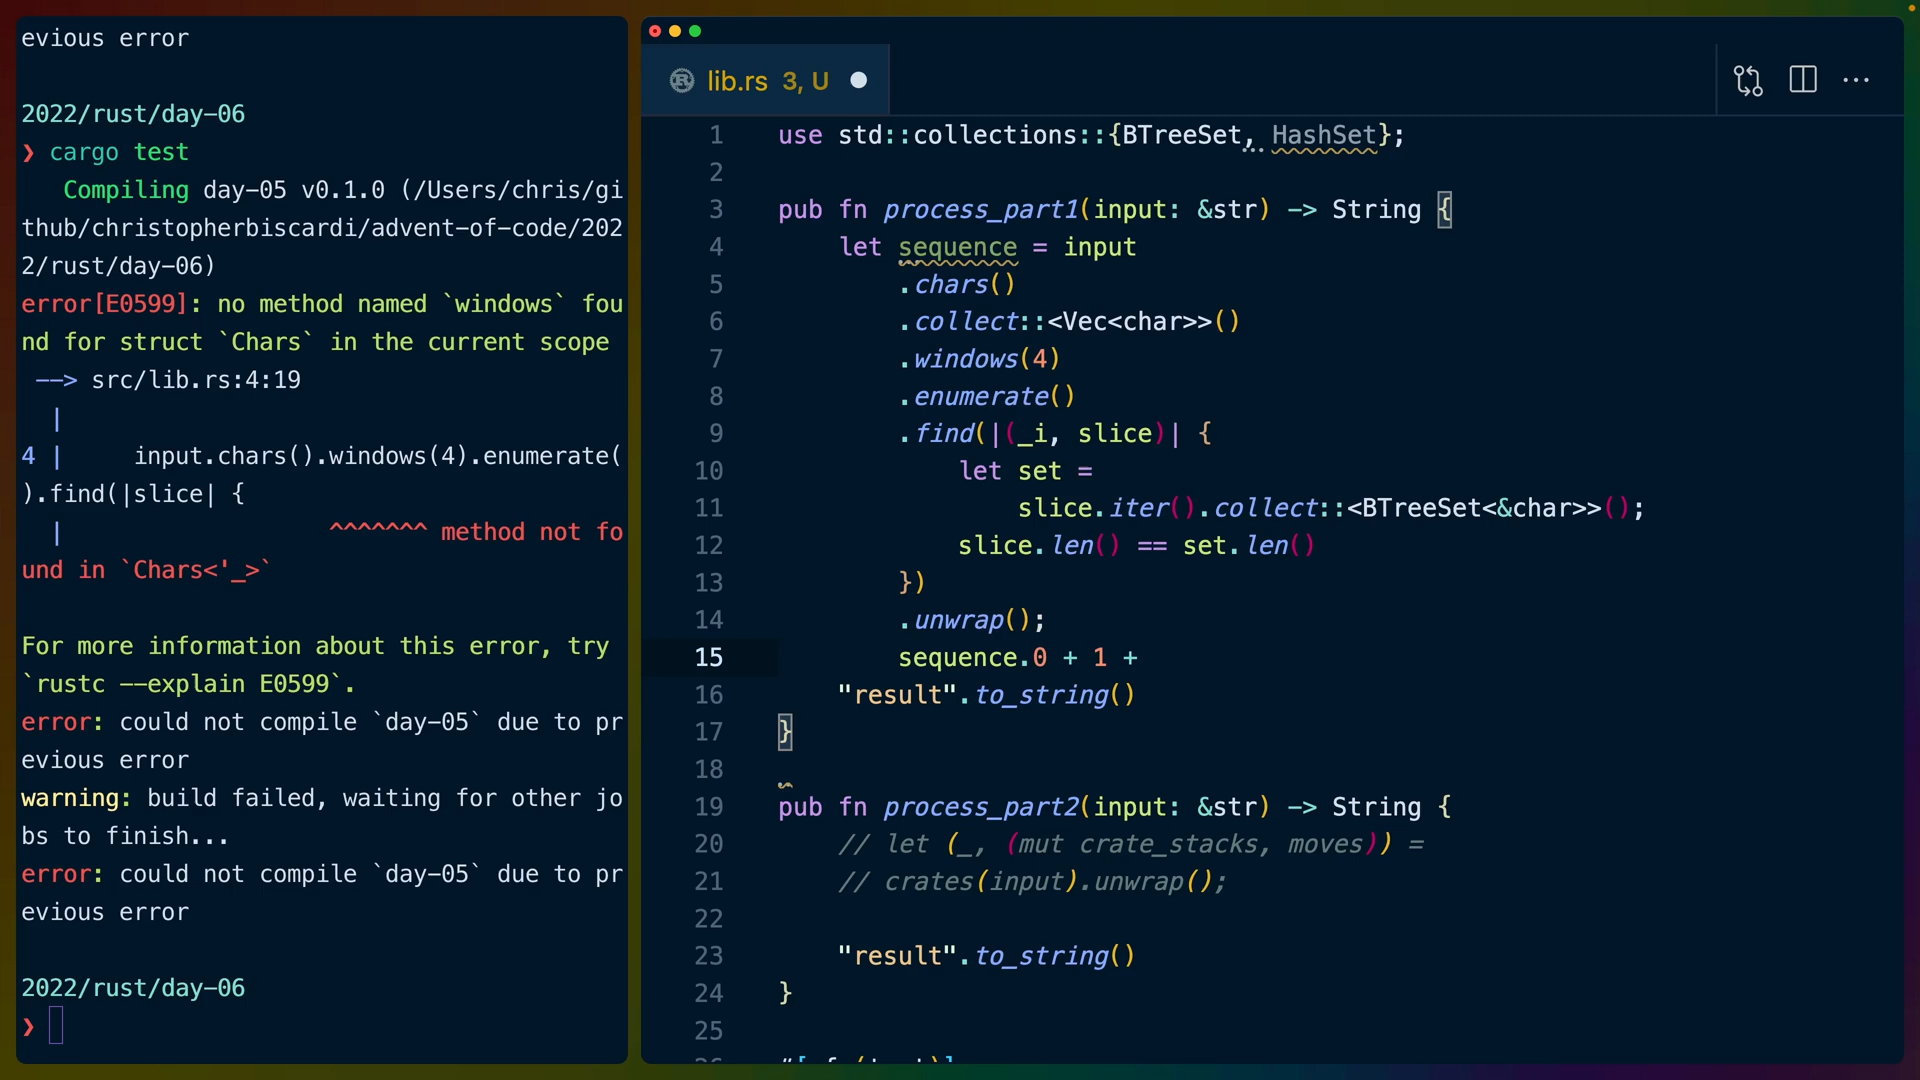 evious error
2022/rust/day-06
❯ cargo test
Compiling day-05 v0.1.0 (/Users/chris/gi
thub/christopherbiscardi/advent-of-code/202
2/rust/day-06)
error[E0599]: no method named `windows` fou
nd for struct `Chars` in the current scope
--> src/lib.rs:4:19
|
4 |     input.chars().windows(4).enumerate(
).find(|slice| {
|                   ^^^^^^^ method not fo
und in `Chars<'_>`
For more information about this error, try
`rustc --explain E0599`.
error: could not compile `day-05` due to pr
evious error
warning: build failed, waiting for other jo
bs to finish...
error: could not compile `day-05` due to pr
evious error
2022/rust/day-06
❯
lib.rs 3, U
1 use std::collections::{BTreeSet, HashSet};
2
3 pub fn process_part1(input: &str) -> String {
4     let sequence = input
5         .chars()
6         .collect::<Vec<char>>()
7         .windows(4)
8         .enumerate()
9         .find(|(_i, slice)| {
10             let set =
11                 slice.iter().collect::<BTreeSet<&char>>();
12             slice.len() == set.len()
13         })
14         .unwrap();
15         sequence.0 + 1 +
16     "result".to_string()
17 }
18
19 pub fn process_part2(input: &str) -> String {
20     // let (_, (mut crate_stacks, moves)) =
21     // crates(input).unwrap();
22
23     "result".to_string()
24 }
25